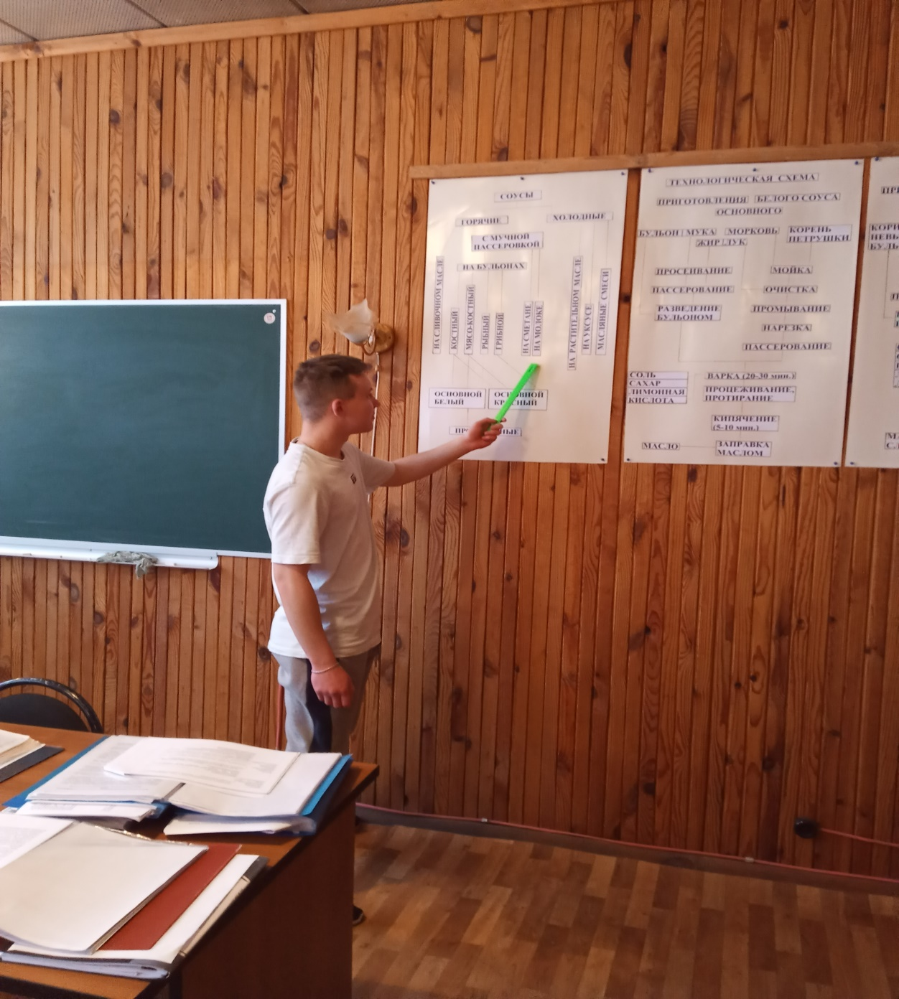 СОУСЫ
ГОРЯЧИЕ
ХОЛОДНЫЕ
С МУЧНОЙ
ПАССЕРОВКОЙ
НА БУЛЬОНАХ
НА СЛИВОЧНОМ МАСЛЕ
КОСТНЫЙ
МЯСО-КОСТНЫЙ
РЫБНЫЙ
ГРИБНОЙ
НА СМЕТАНЕ
НА МОЛОКЕ
НА РАСТИТЕЛЬНОМ МАСЛЕ
НА УКСУСЕ
МАСЛЯНЫЕ СМЕСИ
ОСНОВНОЙ
БЕЛЫЙ
ОСНОВНОЙ
КРАСНЫЙ
ТЕХНОЛОГИЧЕСКАЯ СХЕМА
ПРИГОТОВЛЕНИЯ БЕЛОГО СОУСА
ОСНОВНОГО
БУЛЬОН МУКА МОРКОВЬ
ЖИР ЛУК
КОРЕНЬ
ПЕТРУШКИ
ПРОСЕИВАНИЕ
МОЙКА
ПАССЕРОВАНИЕ
ОЧИСТКА
РАЗВЕДЕНИЕ
БУЛЬОНОМ
ПРОМЫВАНИЕ
НАРЕЗКА
ПАССЕРОВАНИЕ
СОЛЬ
САХАР
ЛИМОННАЯ
КИСЛОТА
ВАРКА (20-30 мин.)
ПРОЦЕЖИВАНИЕ,
ПРОТИРАНИЕ
КИПЯЧЕНИЕ
(5-10 мин.)
МАСЛО
ЗАПРАВКА
МАСЛОМ